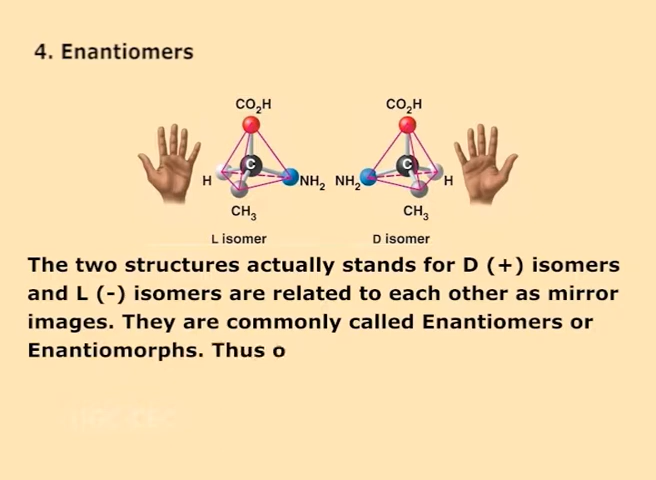 4. Enantiomers
CO₂H CO₂H
C C
H NH₂ NH₂ H
CH₃ CH₃
L isomer D isomer
The two structures actually stands for D (+) isomers
and L (-) isomers are related to each other as mirror
images. They are commonly called Enantiomers or
Enantiomorphs. Thus o